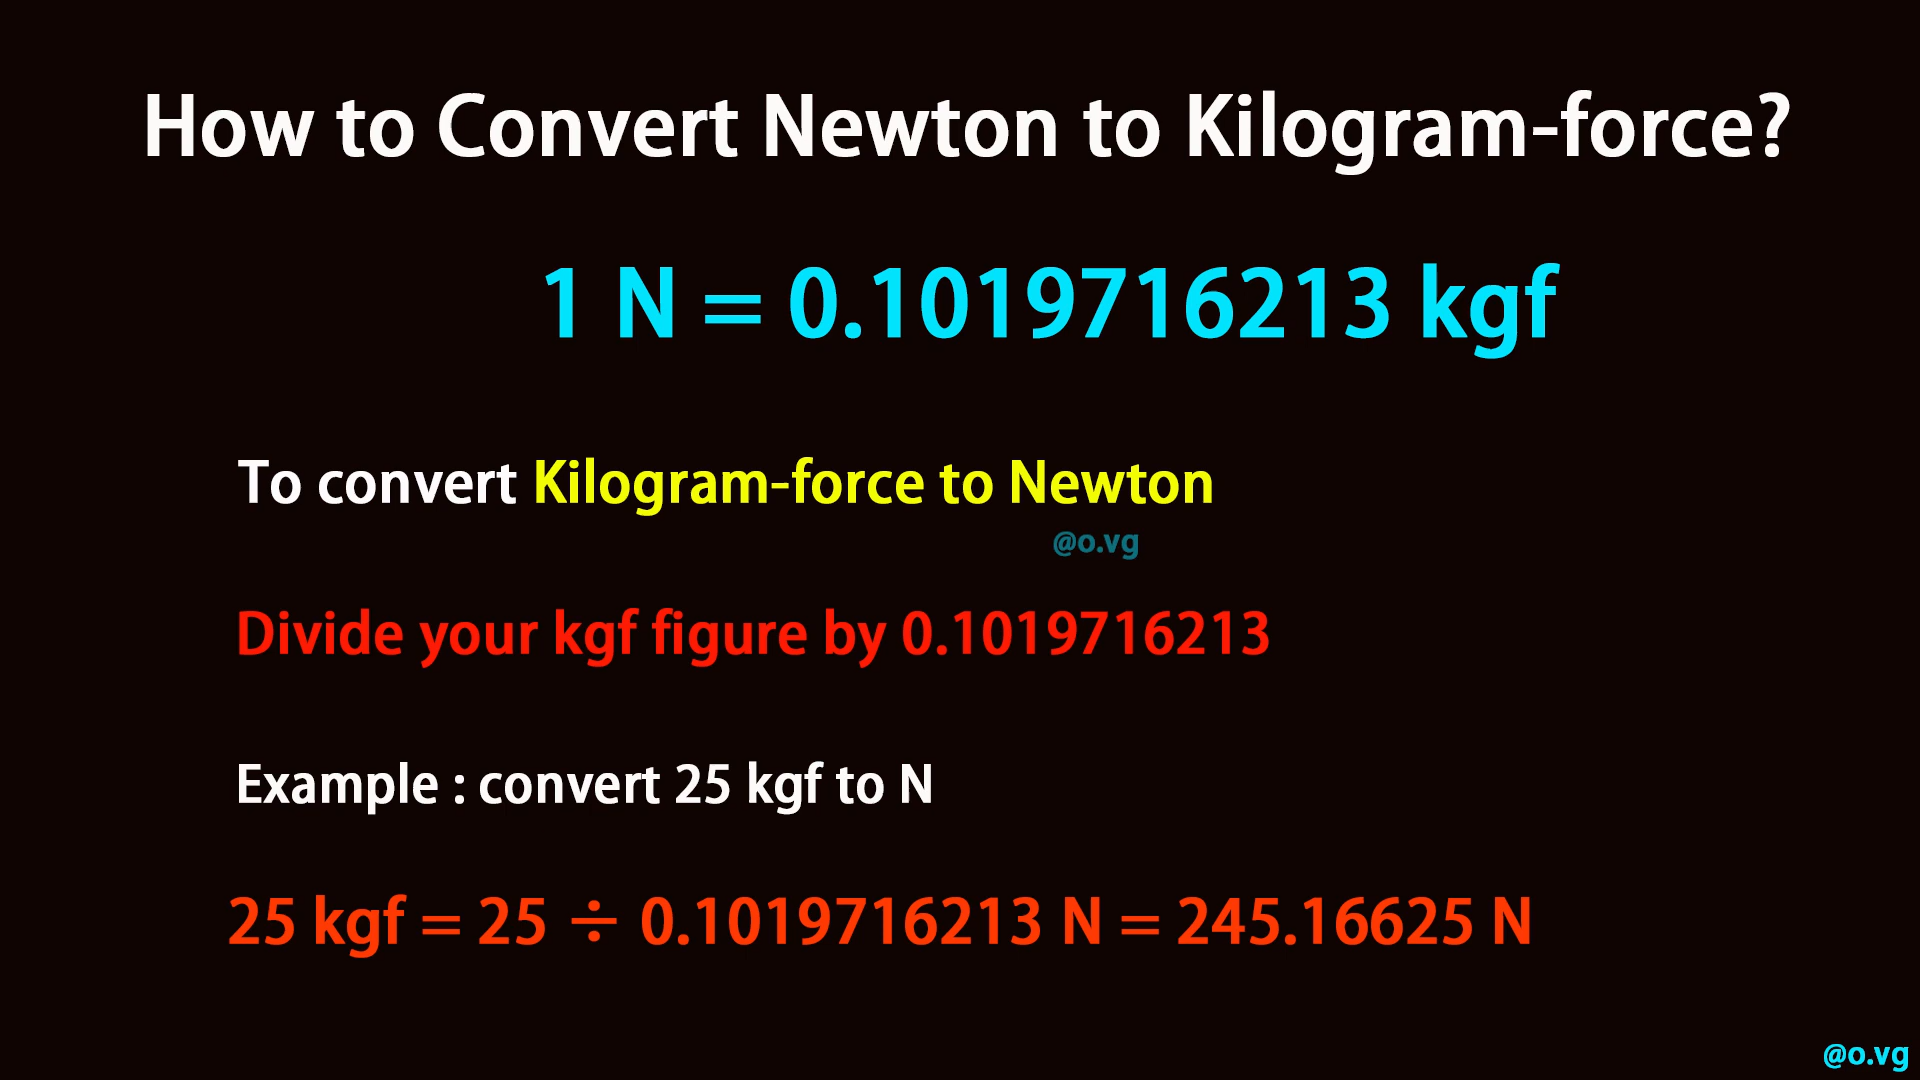 How to Convert Newton to Kilogram-force?
1 N = 0.1019716213 kgf
To convert Kilogram-force to Newton
@o.vg
Divide your kgf figure by 0.1019716213
Example : convert 25 kgf to N
25 kgf = 25 ÷ 0.1019716213 N = 245.16625 N
@o.vg